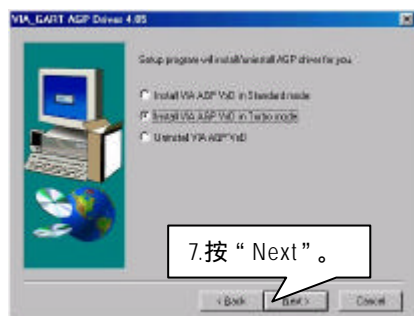 VIA_GART AGP Driver 4.05
Setup program will install/uninstall AGP driver for you.
Install VIA AGP VxD in Standard mode
Install VIA AGP VxD in Turbo mode
Uninstall VIA AGP VxD
7.按“Next”。
< Back
Next >
Cancel